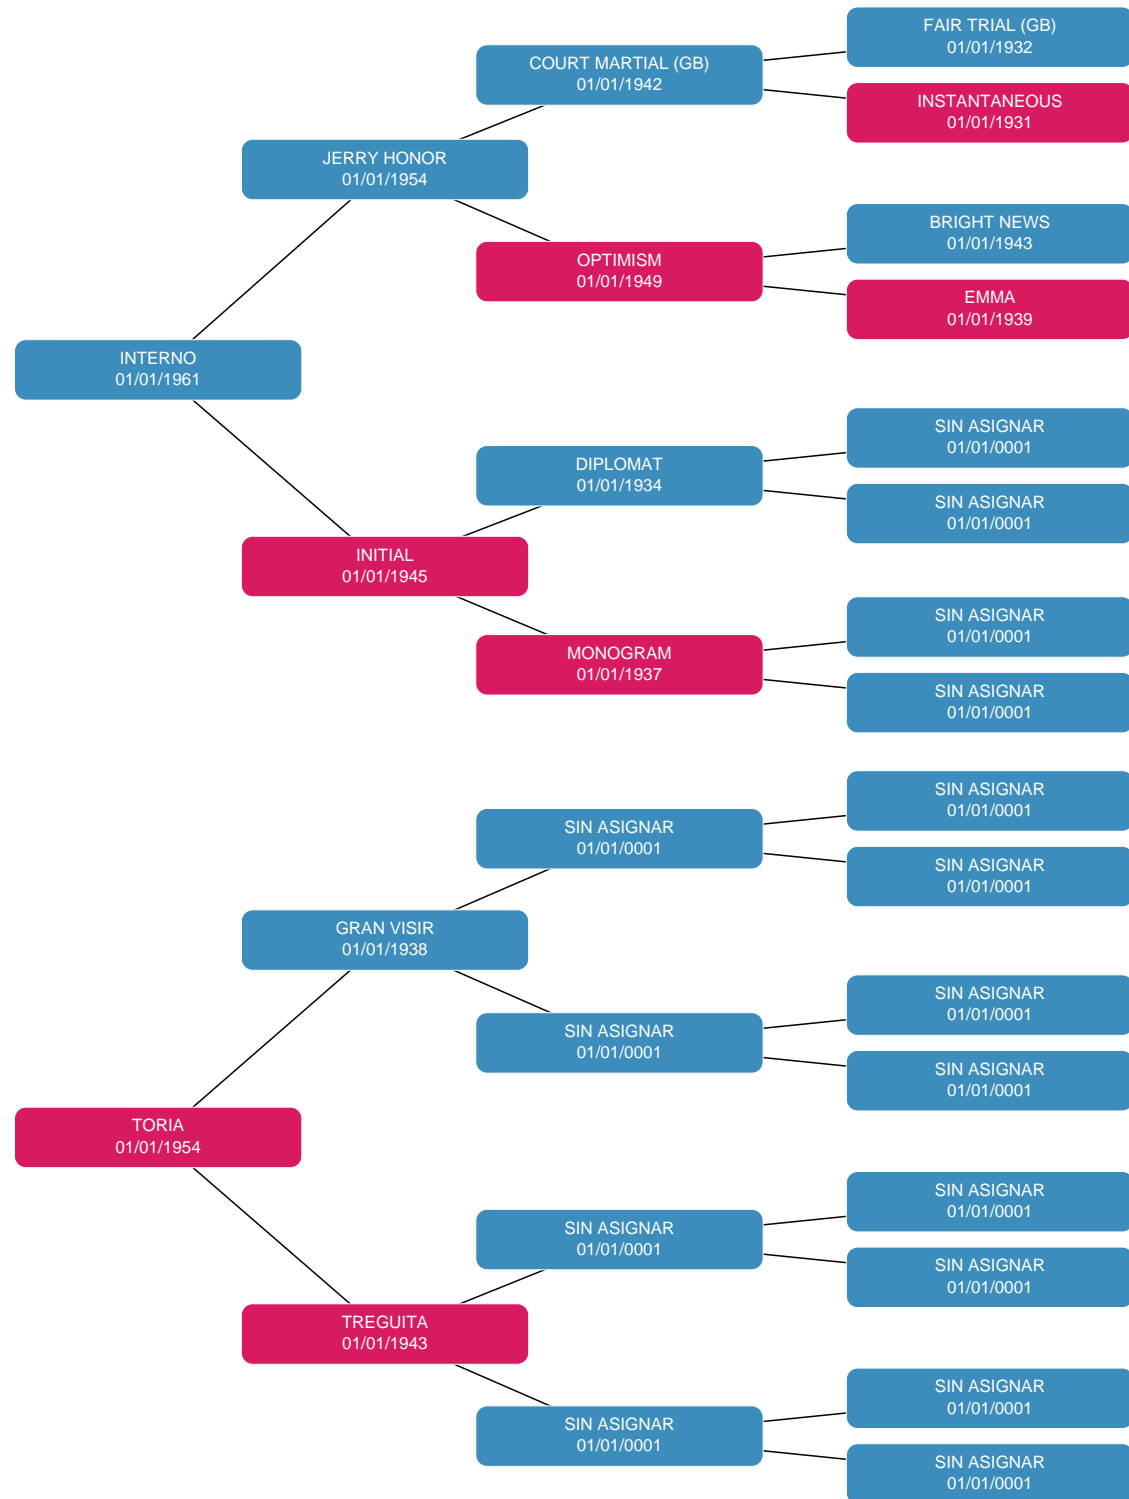 FAIR TRIAL (GB)
01/01/1932
COURT MARTIAL (GB)
01/01/1942
INSTANTANEOUS
01/01/1931
JERRY HONOR
01/01/1954
BRIGHT NEWS
01/01/1943
OPTIMISM
01/01/1949
EMMA
01/01/1939
INTERNO
01/01/1961
SIN ASIGNAR
01/01/0001
DIPLOMAT
01/01/1934
SIN ASIGNAR
01/01/0001
INITIAL
01/01/1945
SIN ASIGNAR
01/01/0001
MONOGRAM
01/01/1937
SIN ASIGNAR
01/01/0001
SIN ASIGNAR
01/01/0001
SIN ASIGNAR
01/01/0001
SIN ASIGNAR
01/01/0001
GRAN VISIR
01/01/1938
SIN ASIGNAR
01/01/0001
SIN ASIGNAR
01/01/0001
SIN ASIGNAR
01/01/0001
TORIA
01/01/1954
SIN ASIGNAR
01/01/0001
SIN ASIGNAR
01/01/0001
SIN ASIGNAR
01/01/0001
TREGUITA
01/01/1943
SIN ASIGNAR
01/01/0001
SIN ASIGNAR
01/01/0001
SIN ASIGNAR
01/01/0001